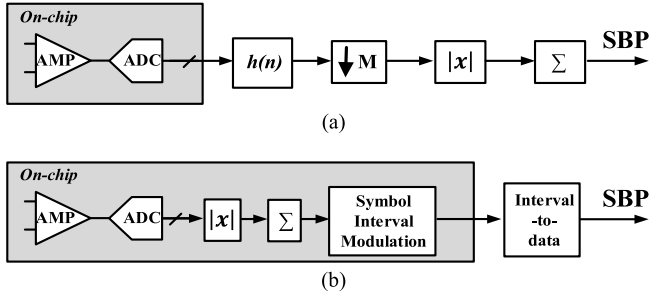 On-chip
AMP
ADC
h(n)
M
|x|
∑
SBP
(a)
On-chip
AMP
ADC
|x|
∑
Symbol
Interval
Modulation
Interval
-to-
data
SBP
(b)